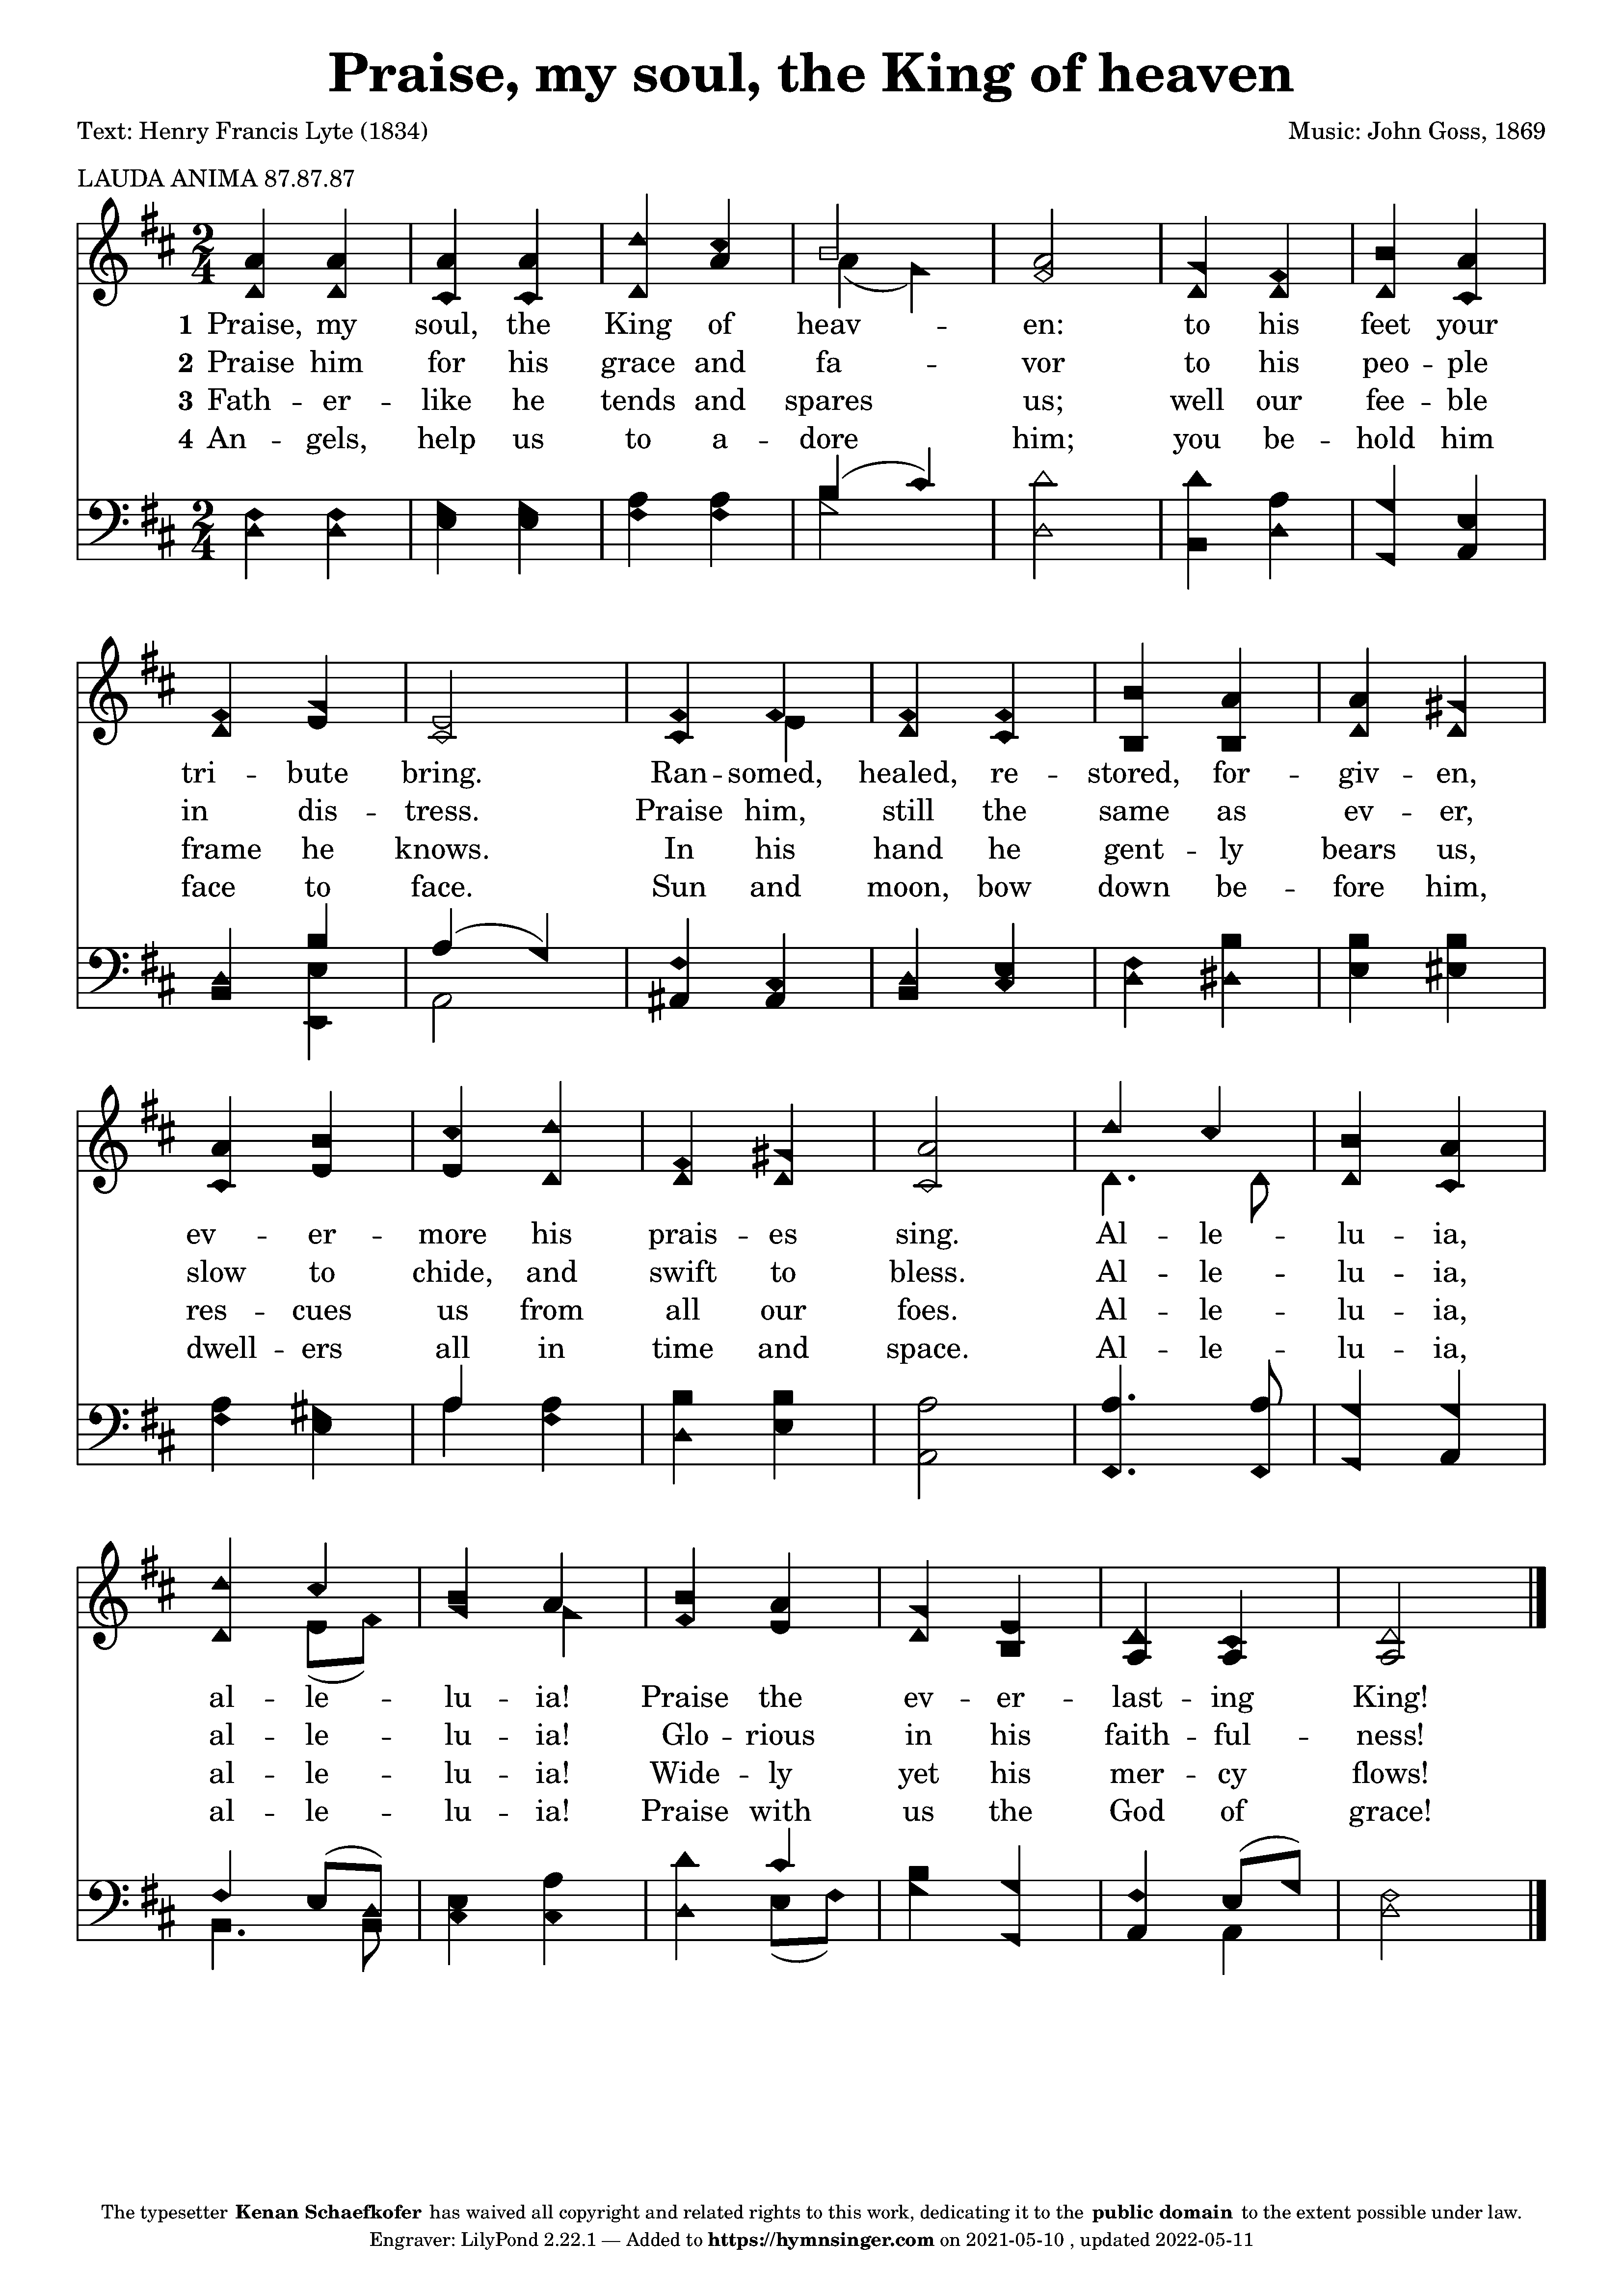 Praise, my soul, the King of heaven
Text: Henry Francis Lyte (1834)
Music: John Goss, 1869
LAUDA ANIMA 87.87.87
2 4
1 Praise, my soul, the King of heav -- en: to his feet your
2 Praise him for his grace and fa -- vor to his peo -- ple
3 Fath -- er -- like he tends and spares us; well our fee -- ble
4 An -- gels, help us to a -- dore him; you be -- hold him
2 4
tri -- bute bring. Ran -- somed, healed, re -- stored, for -- giv -- en,
in dis -- tress. Praise him, still the same as ev -- er,
frame he knows. In his hand he gent -- ly bears us,
face to face. Sun and moon, bow down be -- fore him,
ev -- er -- more his prais -- es sing. Al -- le -- lu -- ia,
slow to chide, and swift to bless. Al -- le -- lu -- ia,
res -- cues us from all our foes. Al -- le -- lu -- ia,
dwell -- ers all in time and space. Al -- le -- lu -- ia,
al -- le -- lu -- ia! Praise the ev -- er -- last -- ing King!
al -- le -- lu -- ia! Glo -- rious in his faith -- ful -- ness!
al -- le -- lu -- ia! Wide -- ly yet his mer -- cy flows!
al -- le -- lu -- ia! Praise with us the God of grace!
The typesetter Kenan Schaefkofer has waived all copyright and related rights to this work, dedicating it to the public domain to the extent possible under law.
Engraver: LilyPond 2.22.1 — Added to https://hymnsinger.com on 2021-05-10 , updated 2022-05-11